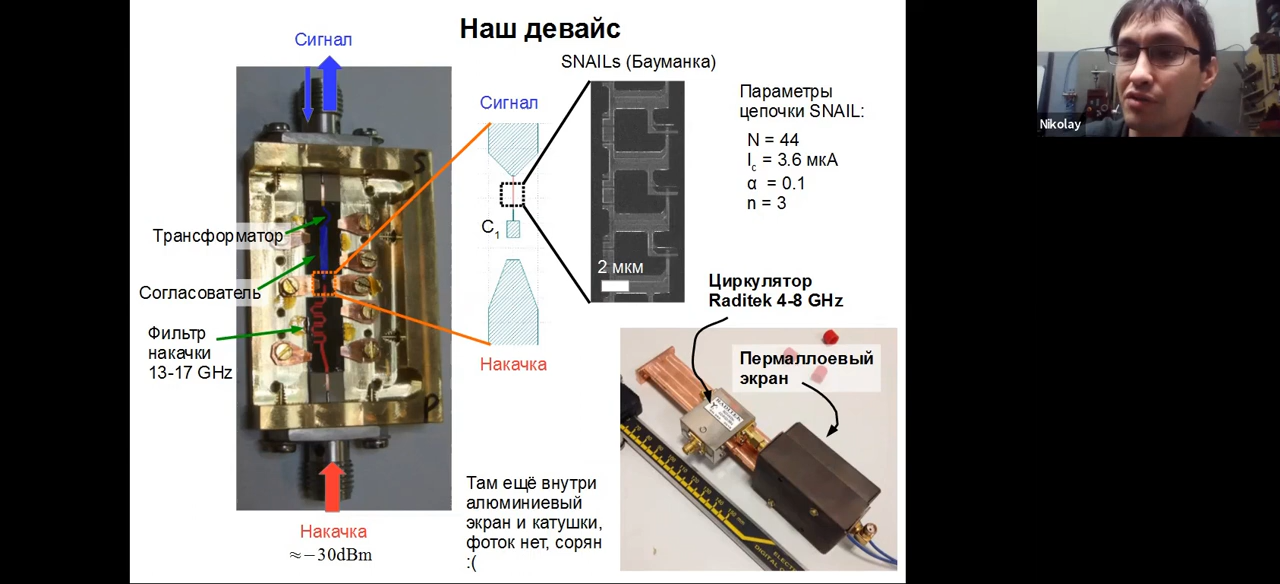 Наш девайс
Сигнал
SNAILs (Бауманка)
Сигнал
Параметры
цепочки SNAIL:
N = 44
I_c = 3.6 мкА
α = 0.1
n = 3
Nikolay
S
Трансформатор
C₁
Согласователь
2 мкм
Фильтр
накачки
13-17 GHz
Накачка
P
Циркулятор
Raditek 4-8 GHz
Пермаллоевый
экран
RADITEK
Там ещё внутри
алюминиевый
экран и катушки,
фоток нет, сорян
:(
Накачка
≈−30dBm